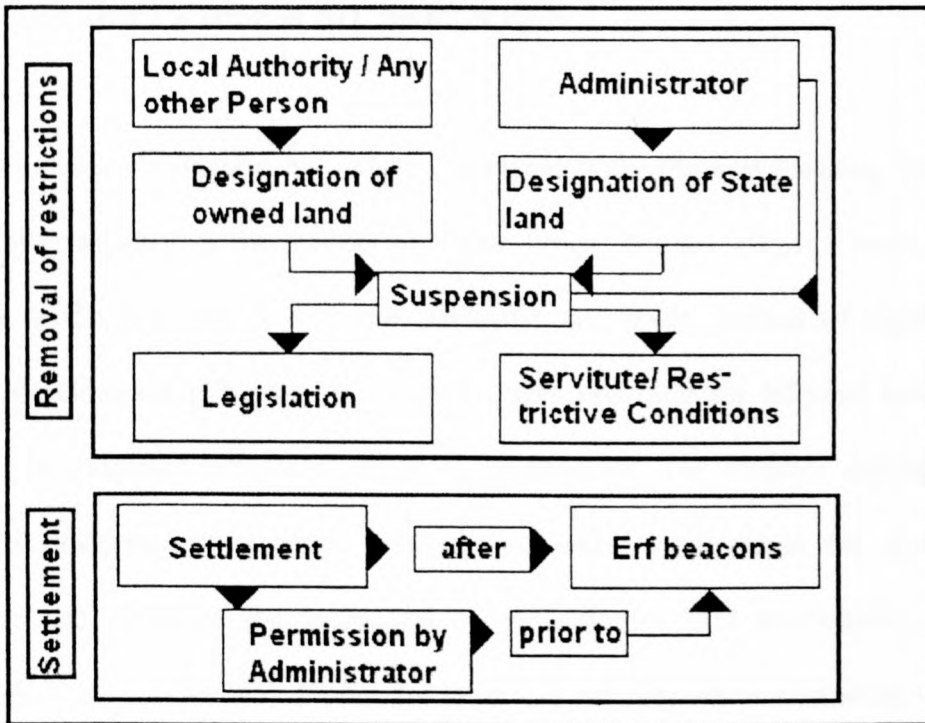 Removal of restrictions
Local Authority / Any
other Person
Administrator
Designation of
owned land
Designation of State
land
Suspension
Legislation
Servitute/ Res-
trictive Conditions
Settlement
Settlement
after
Erf beacons
Permission by
Administrator
prior to